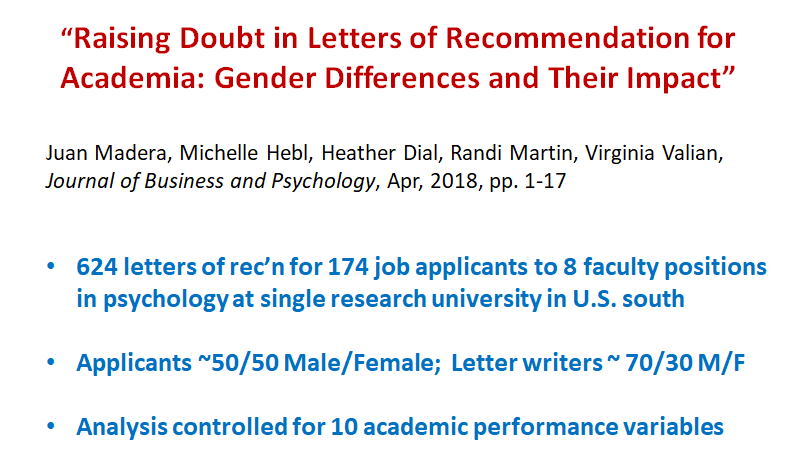 “Raising Doubt in Letters of Recommendation for
Academia: Gender Differences and Their Impact”
Juan Madera, Michelle Hebl, Heather Dial, Randi Martin, Virginia Valian,
Journal of Business and Psychology, Apr, 2018, pp. 1-17
• 624 letters of rec’n for 174 job applicants to 8 faculty positions
in psychology at single research university in U.S. south
• Applicants ~50/50 Male/Female; Letter writers ~ 70/30 M/F
• Analysis controlled for 10 academic performance variables